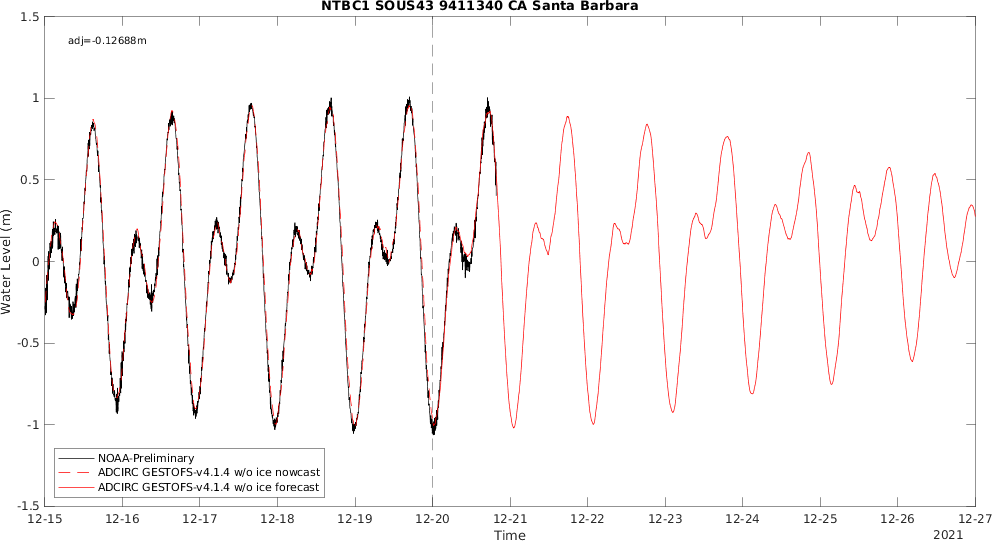 NTBC1 SOUS43 9411340 CA Santa Barbara
adj=-0.12688m
1.5
1
0.5
0
-0.5
-1
-1.5
Water Level (m)
NOAA-Preliminary
ADCIRC GESTOFS-v4.1.4 w/o ice nowcast
ADCIRC GESTOFS-v4.1.4 w/o ice forecast
12-15 12-16 12-17 12-18 12-19 12-20 12-21 12-22 12-23 12-24 12-25 12-26 12-27
Time
2021